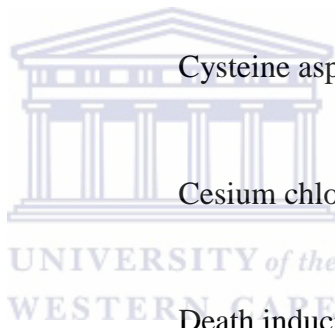 Cysteine asp
Cesium chlo
UNIVERSITY of the
WESTERN CAPE
Death induc